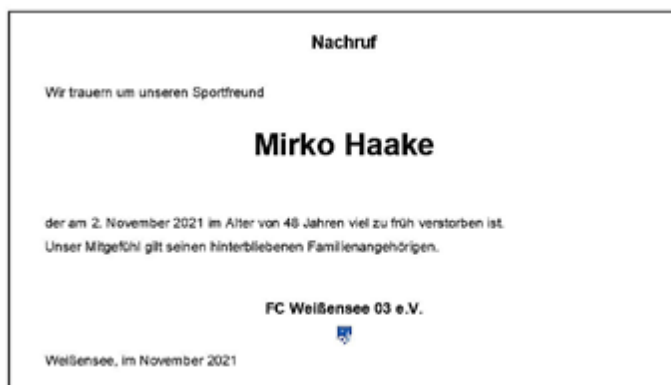 Nachruf
Wir trauern um unseren Sportfreund
Mirko Haake
der am 2. November 2021 im Alter von 48 Jahren viel zu früh verstorben ist.
Unser Mitgefühl gilt seinen hinterbliebenen Familienangehörigen.
FC Weißensee 03 e.V.
Weißensee, im November 2021